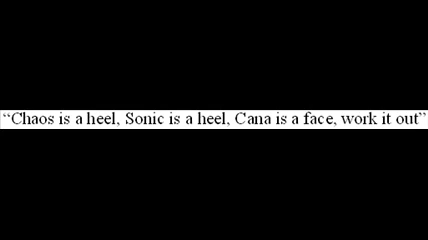 “Chaos is a heel, Sonic is a heel, Cana is a face, work it out”